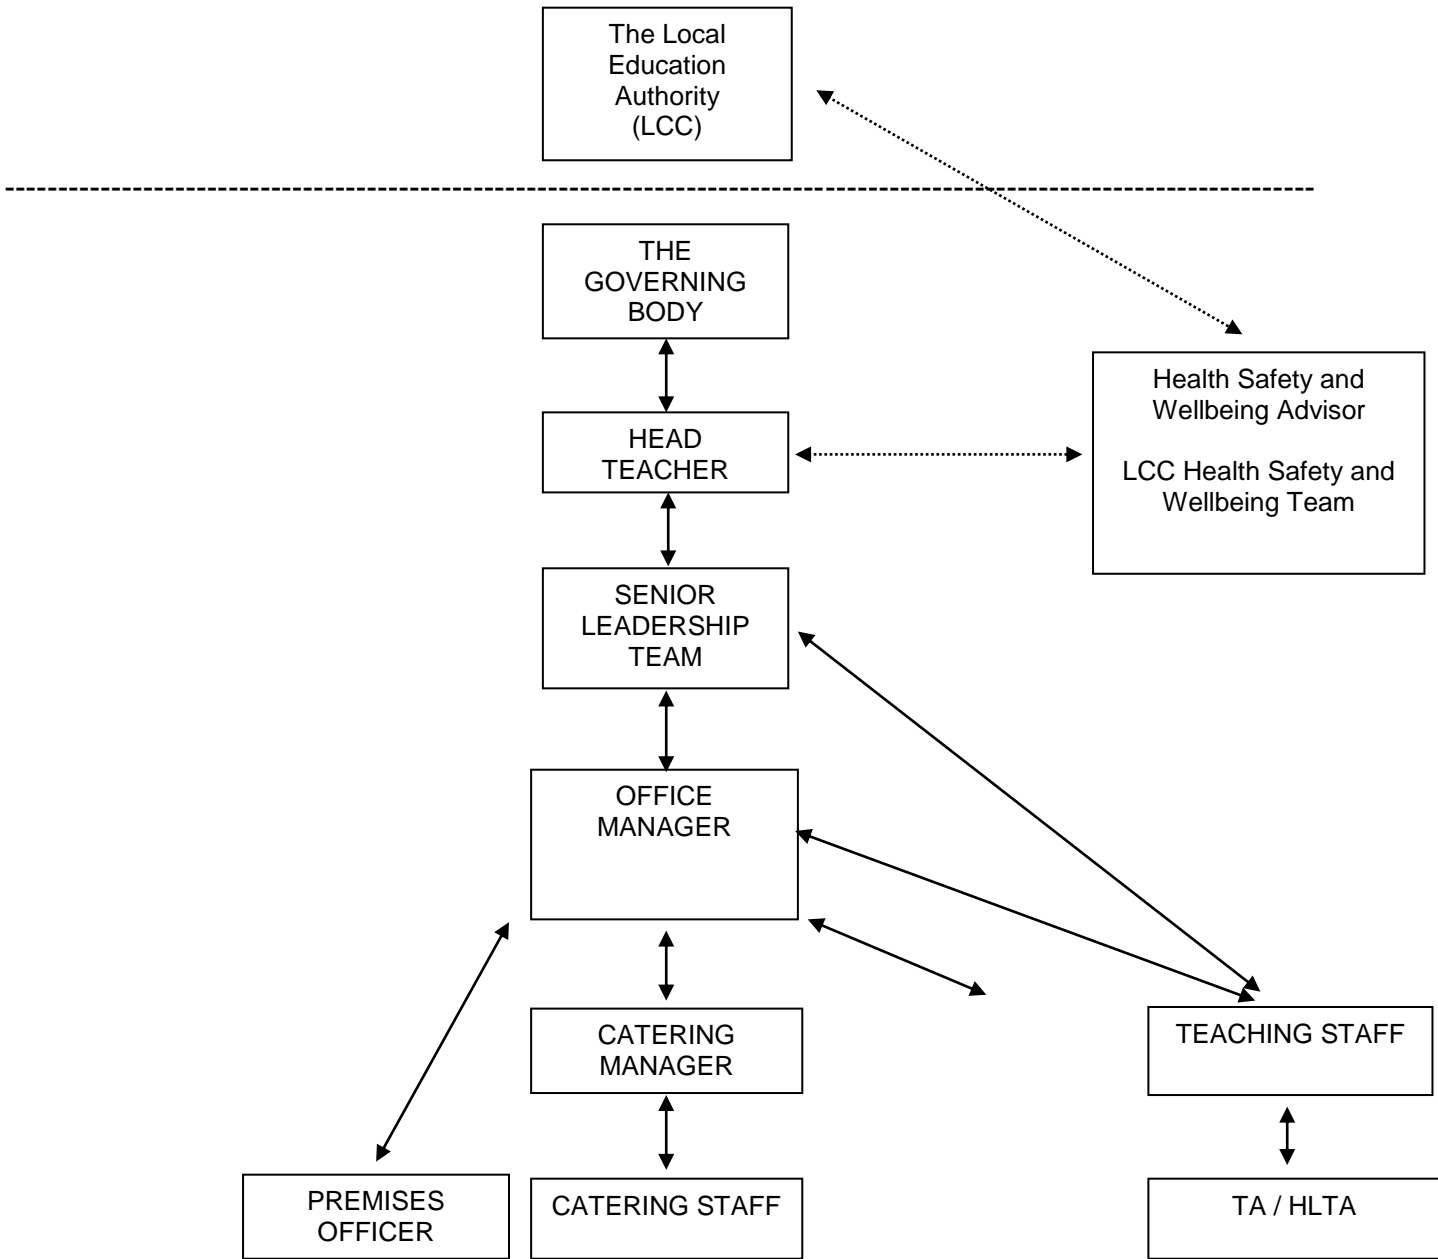 The Local
Education
Authority
(LCC)
THE
GOVERNING
BODY
HEAD
TEACHER
Health Safety and
Wellbeing Advisor
LCC Health Safety and
Wellbeing Team
SENIOR
LEADERSHIP
TEAM
OFFICE
MANAGER
CATERING
MANAGER
TEACHING STAFF
PREMISES
OFFICER
CATERING STAFF
TA / HLTA